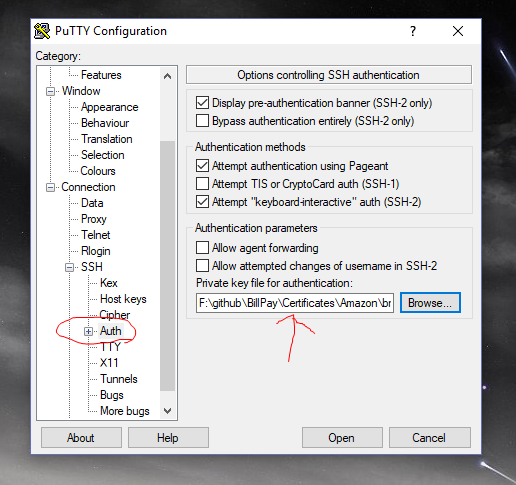 PuTTY Configuration
?
Category:
Features
Window
Appearance
Behaviour
Translation
Selection
Colours
Connection
Data
Proxy
Telnet
Rlogin
SSH
Kex
Host keys
Cipher
Auth
TTY
X11
Tunnels
Bugs
More bugs
Options controlling SSH authentication
Display pre-authentication banner (SSH-2 only)
Bypass authentication entirely (SSH-2 only)
Authentication methods
Attempt authentication using Pageant
Attempt TIS or CryptoCard auth (SSH-1)
Attempt "keyboard-interactive" auth (SSH-2)
Authentication parameters
Allow agent forwarding
Allow attempted changes of username in SSH-2
Private key file for authentication:
F:\github\BillPay\Certificates\Amazon\br
Browse...
About
Help
Open
Cancel